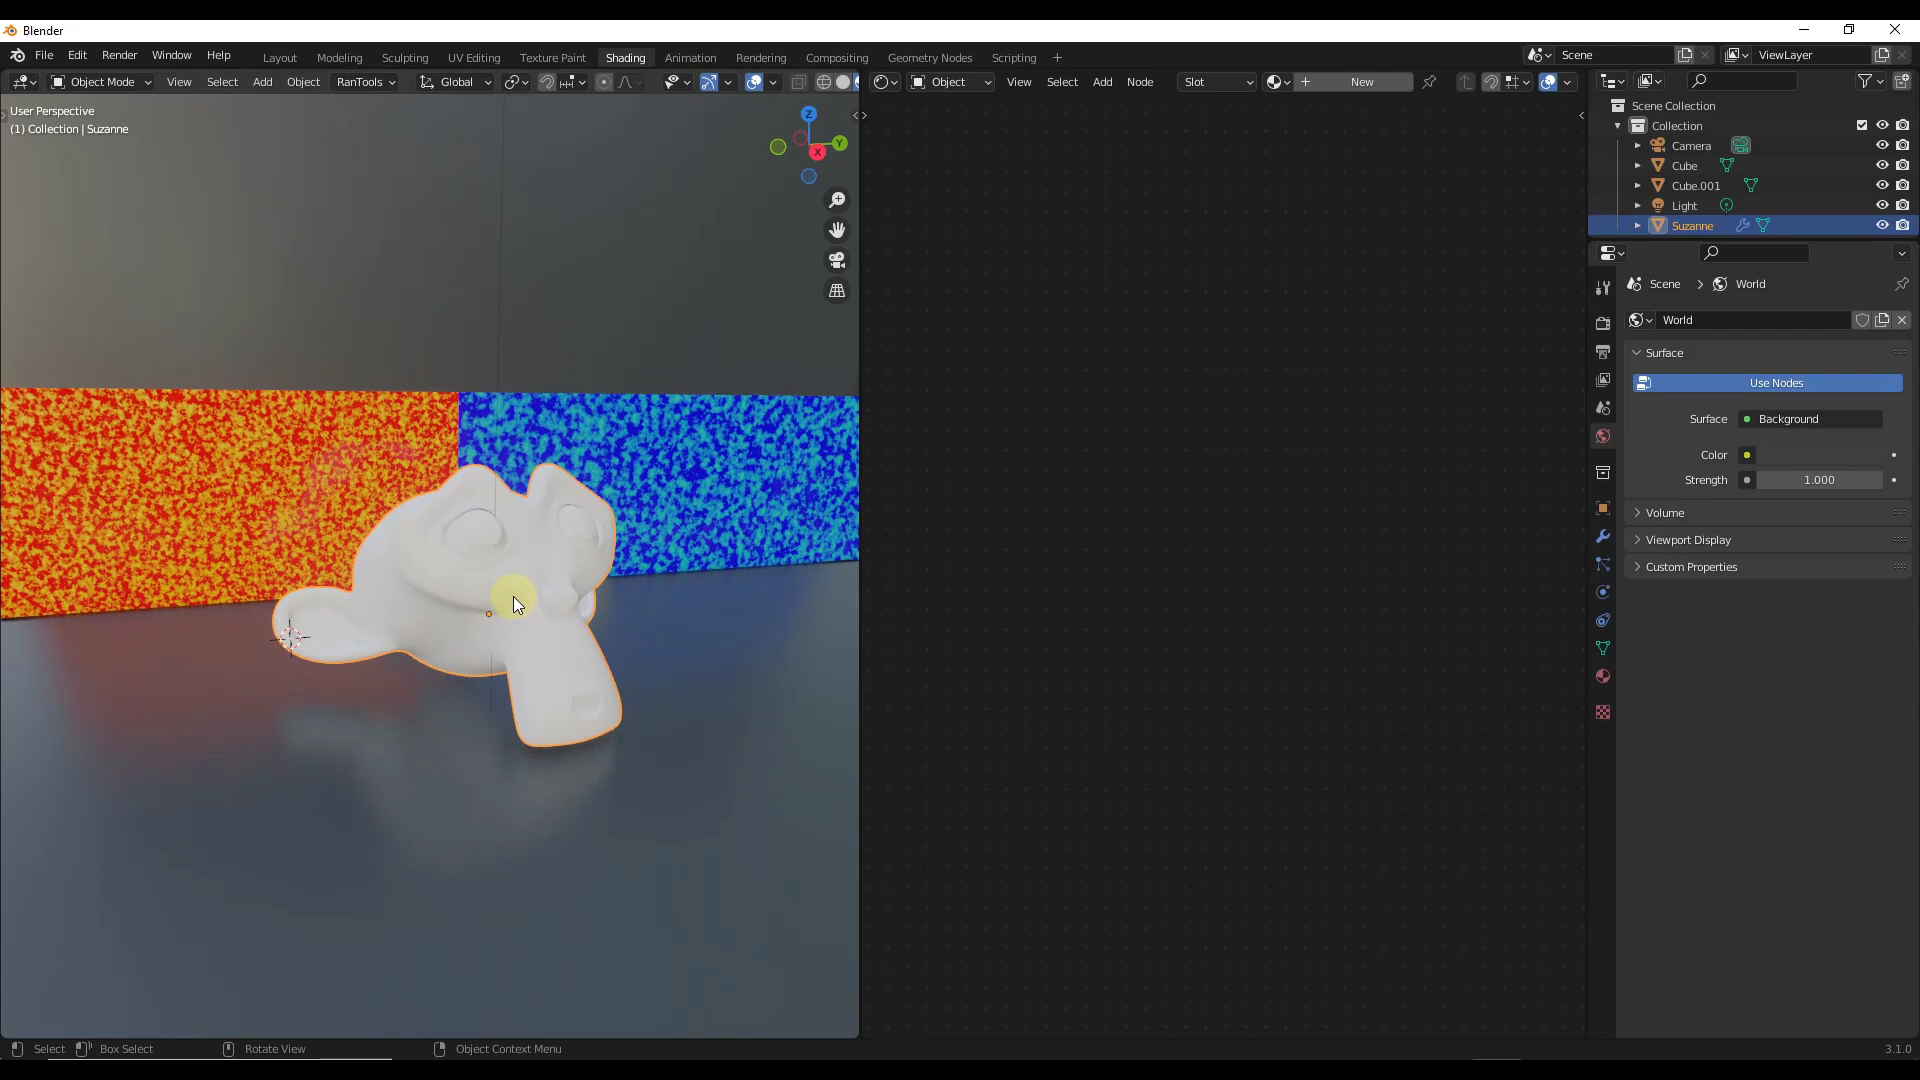 Blender
File Edit Render Window Help
Layout Modeling Sculpting UV Editing Texture Paint Shading Animation Rendering Compositing Geometry Nodes Scripting +
Scene
ViewLayer
Object Mode View Select Add Object RanTools Global
Object View Select Add Node Slot New
User Perspective
(1) Collection | Suzanne
Z
Y
X
Scene Collection
Collection
Camera
Cube
Cube.001
Light
Suzanne
Scene > World
World
Surface
Use Nodes
Surface Background
Color
Strength 1.000
Volume
Viewport Display
Custom Properties
Select Box Select Rotate View Object Context Menu
3.1.0